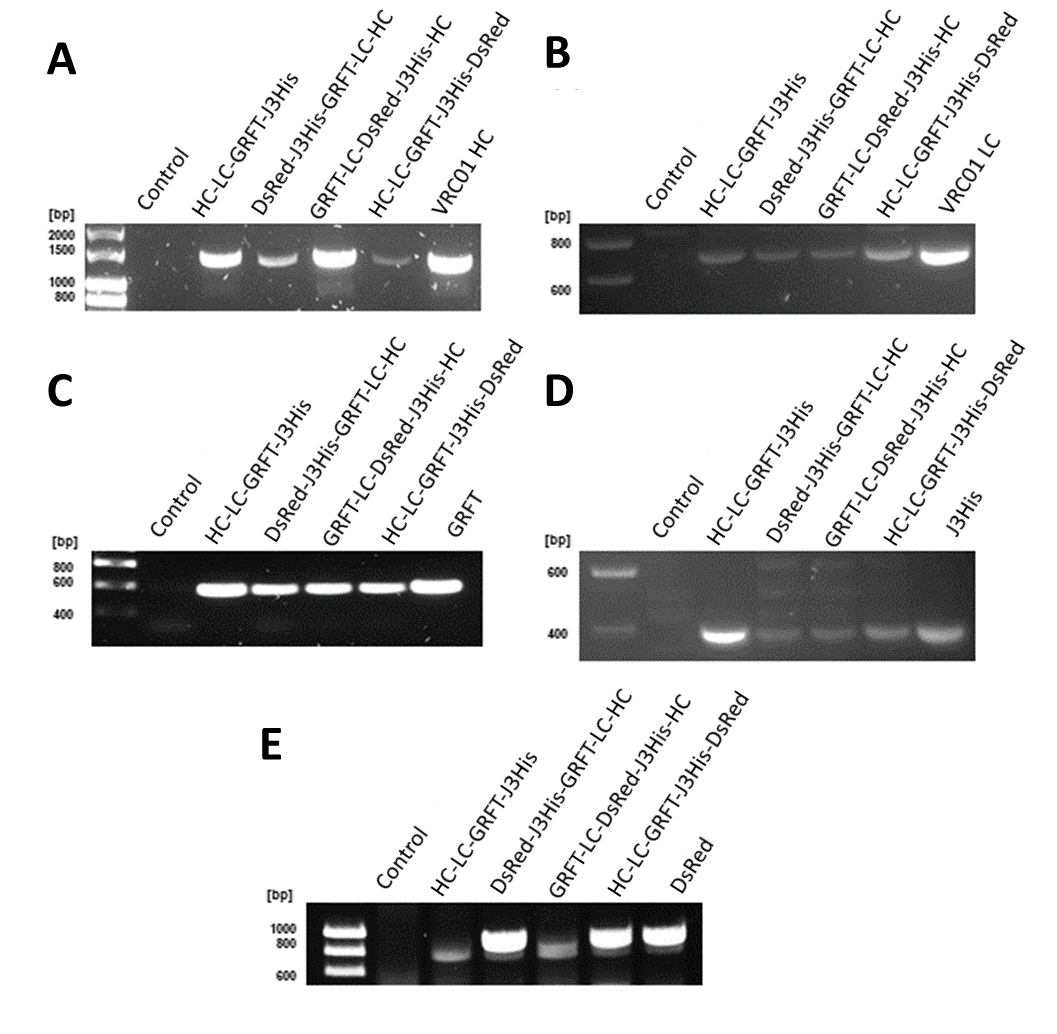 A
Control
HC-LC-GRFT-J3His
DsRed-J3His-GRFT-LC-HC
GRFT-LC-DsRed-J3His-HC
HC-LC-GRFT-J3His-DsRed
VRC01 HC
[bp]
2000
1500
1000
800
B
Control
HC-LC-GRFT-J3His
DsRed-J3His-GRFT-LC-HC
GRFT-LC-DsRed-J3His-HC
HC-LC-GRFT-J3His-DsRed
VRC01 LC
[bp]
800
600
C
Control
HC-LC-GRFT-J3His
DsRed-J3His-GRFT-LC-HC
GRFT-LC-DsRed-J3His-HC
HC-LC-GRFT-J3His-DsRed
GRFT
[bp]
800
600
400
D
Control
HC-LC-GRFT-J3His
DsRed-J3His-GRFT-LC-HC
GRFT-LC-DsRed-J3His-HC
HC-LC-GRFT-J3His-DsRed
J3His
[bp]
600
400
E
Control
HC-LC-GRFT-J3His
DsRed-J3His-GRFT-LC-HC
GRFT-LC-DsRed-J3His-HC
HC-LC-GRFT-J3His-DsRed
DsRed
[bp]
1000
800
600